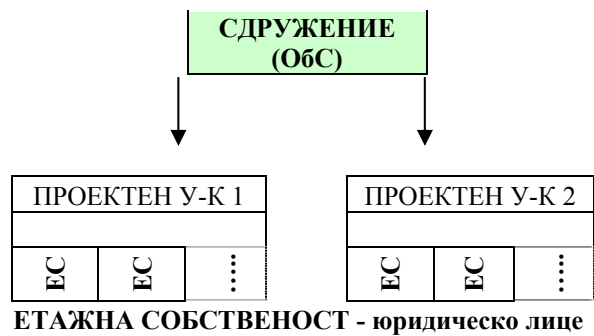 СДРУЖЕНИЕ
(ОбС)
ПРОЕКТЕН У-К 1
ПРОЕКТЕН У-К 2
ЕС ЕС ....
ЕС ЕС ....
ЕТАЖНА СОБСТВЕНОСТ - юридическо лице